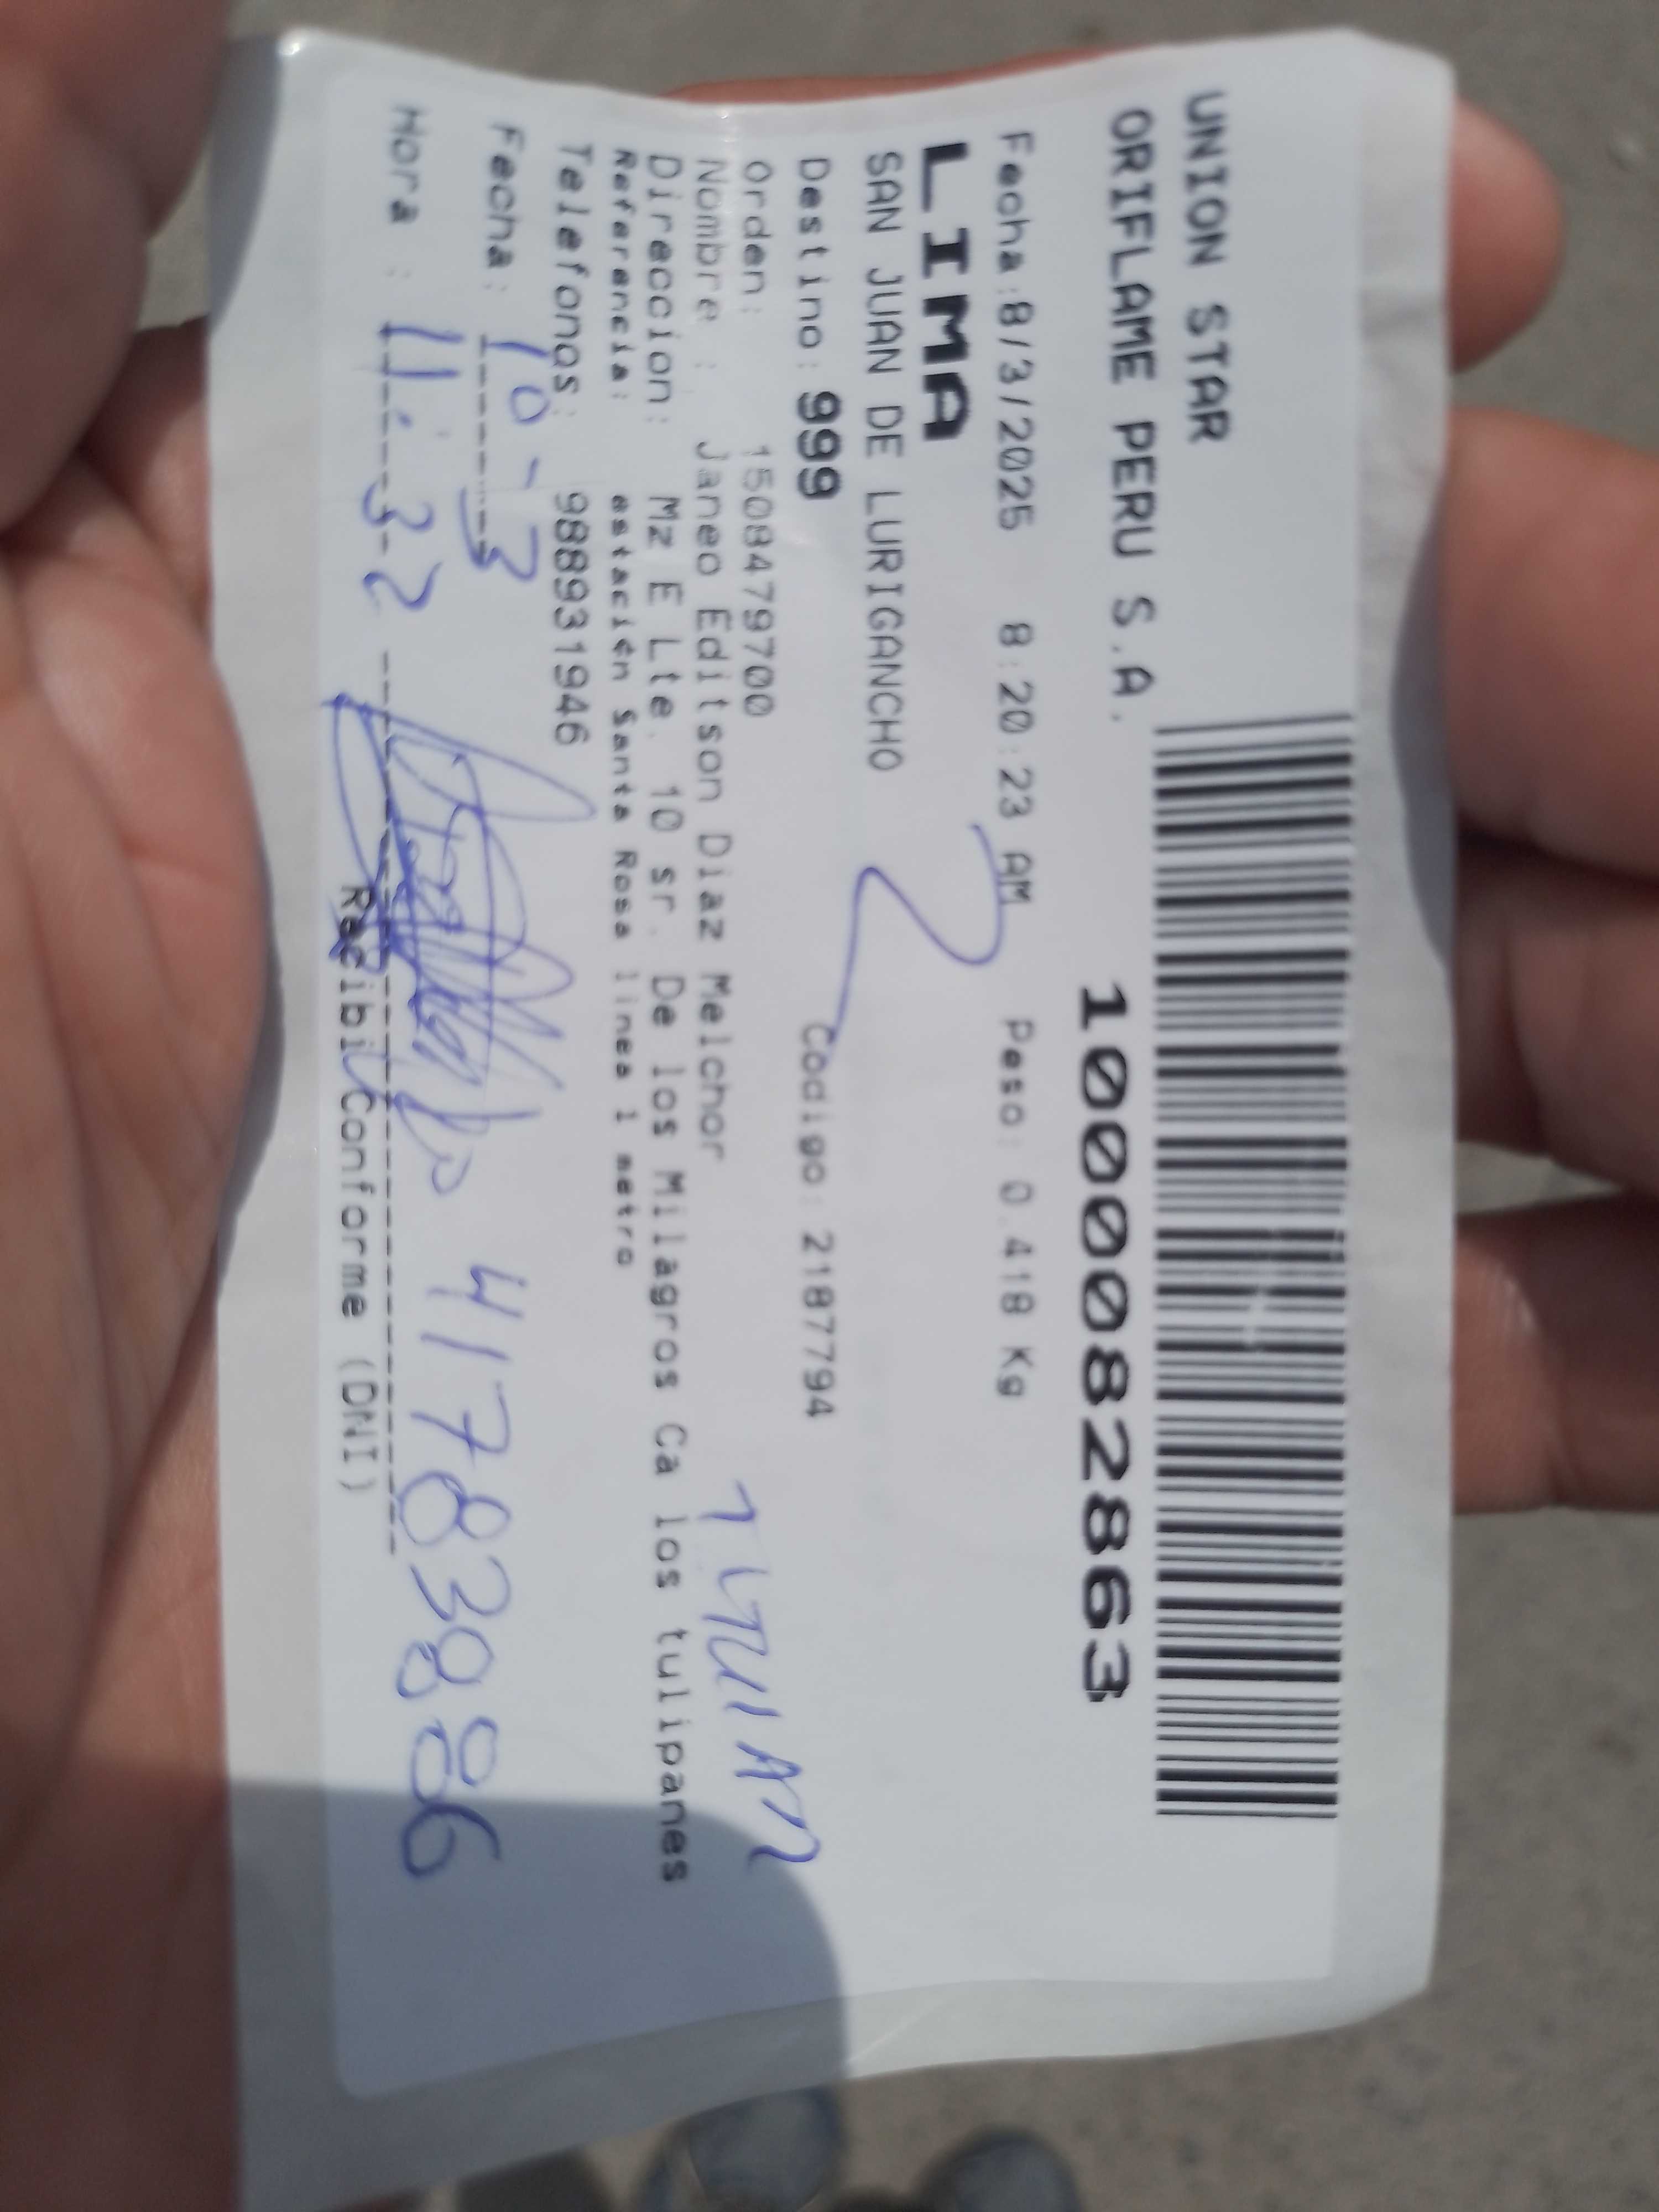 UNION STAR
ORIFLAME PERU S.A.
10000082863
Fecha:8/3/2025 8:20:23 AM Peso: 0.418 Kg
LIMA
SAN JUAN DE LURIGANCHO
Destino: 999 Codigo: 2187794
Orden: 1508479700
Nombre : Janeo Editson Diaz Melchor
Direccion: Mz E Lte. 10 sr. De los Milagros Ca los tulipanes
Referencia: estación Santa Rosa linea 1 metro
Telefonos: 988931946
Fecha: 10-3
Hora : 11:32 41783886
Recibi Conforme (DNI)